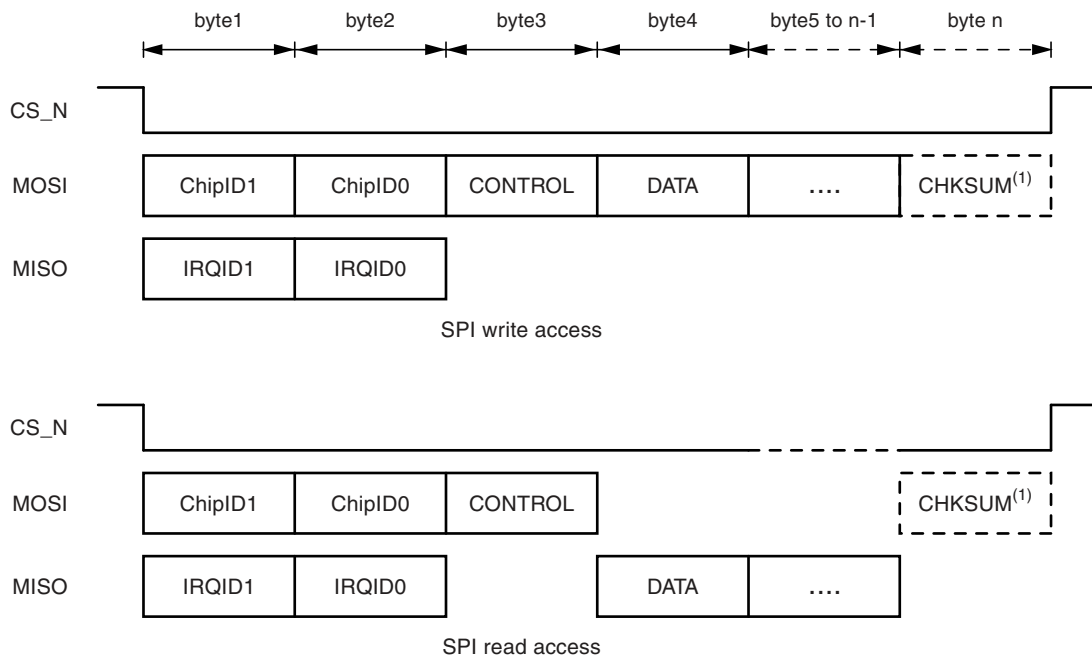 byte1 byte2 byte3 byte4 byte5 to n-1 byte n
CS_N
MOSI ChipID1 ChipID0 CONTROL DATA .... CHKSUM(1)
MISO IRQID1 IRQID0
SPI write access
CS_N
MOSI ChipID1 ChipID0 CONTROL CHKSUM(1)
MISO IRQID1 IRQID0 DATA ....
SPI read access